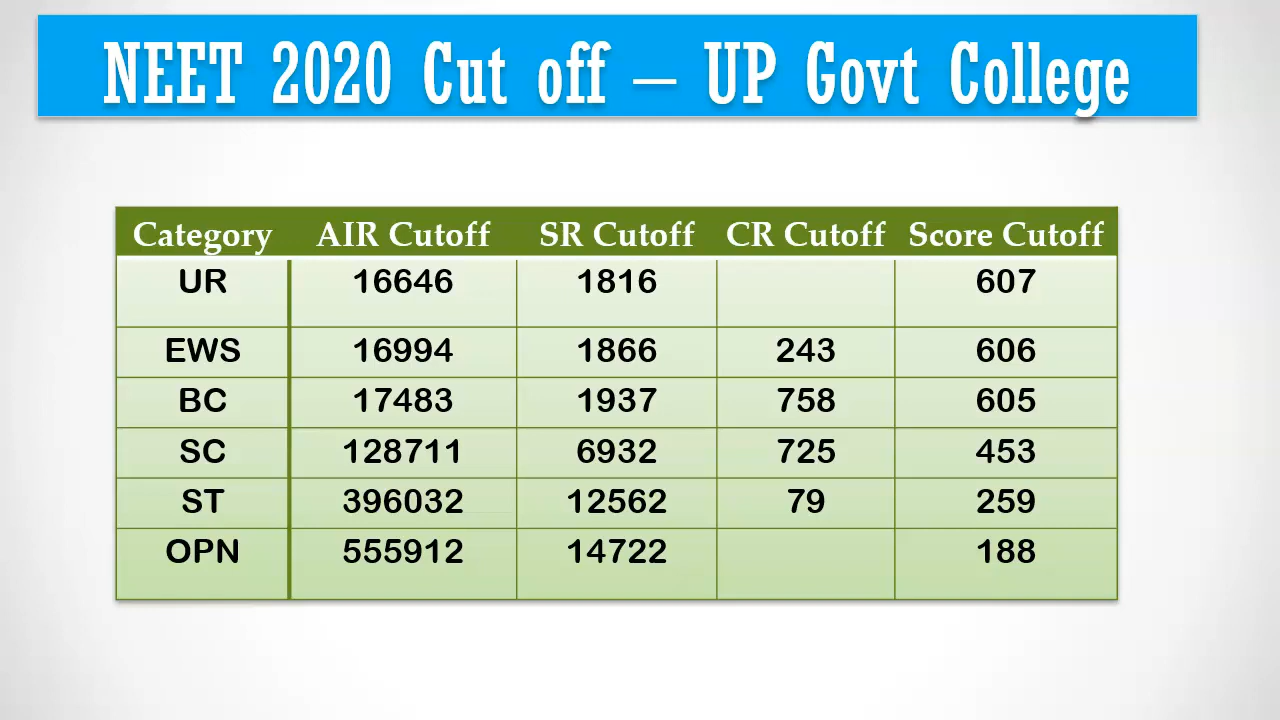 NEET 2020 Cut off – UP Govt College
Category AIR Cutoff SR Cutoff CR Cutoff Score Cutoff
UR 16646 1816 607
EWS 16994 1866 243 606
BC 17483 1937 758 605
SC 128711 6932 725 453
ST 396032 12562 79 259
OPN 555912 14722 188